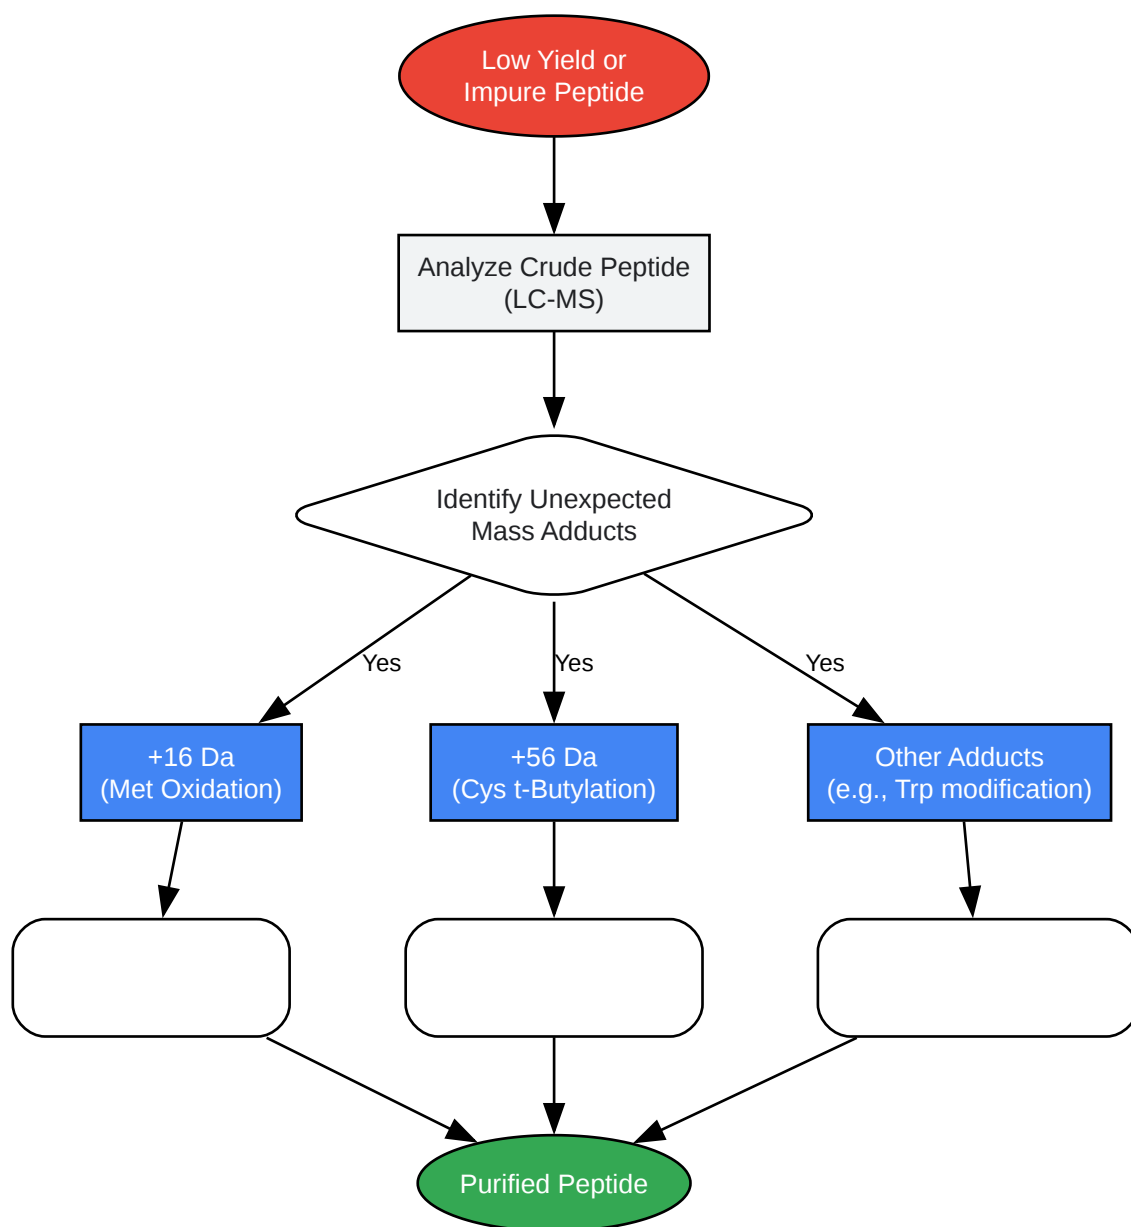 Low Yield or
Impure Peptide
Analyze Crude Peptide
(LC-MS)
Identify Unexpected
Mass Adducts
Yes
Yes
Yes
+16 Da
(Met Oxidation)
+56 Da
(Cys t-Butylation)
Other Adducts
(e.g., Trp modification)
Purified Peptide